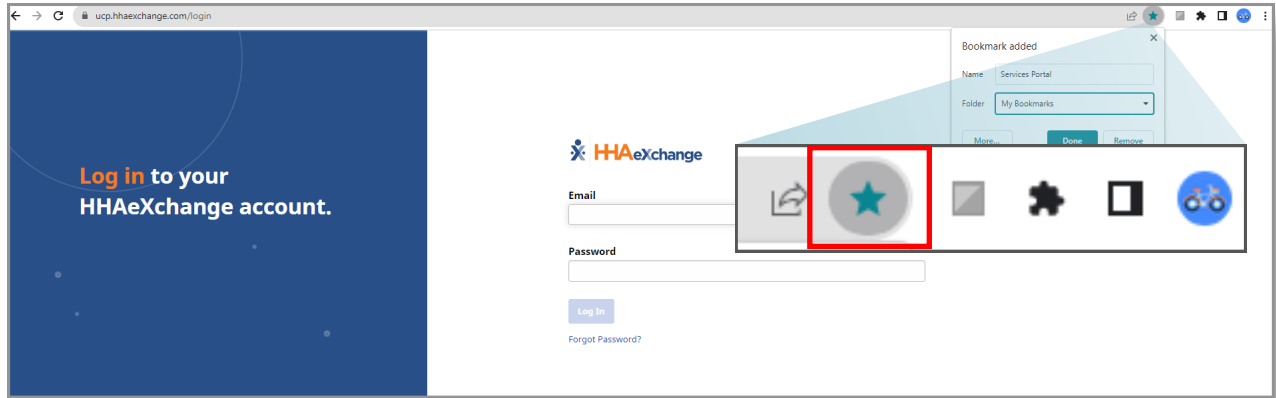 ucp.hhaexchange.com/login
Bookmark added
Name Services Portal
Folder My Bookmarks
More... Done Remove
Log in to your
HHAeXchange account.
HHAeXchange
Email
Password
Log In
Forgot Password?